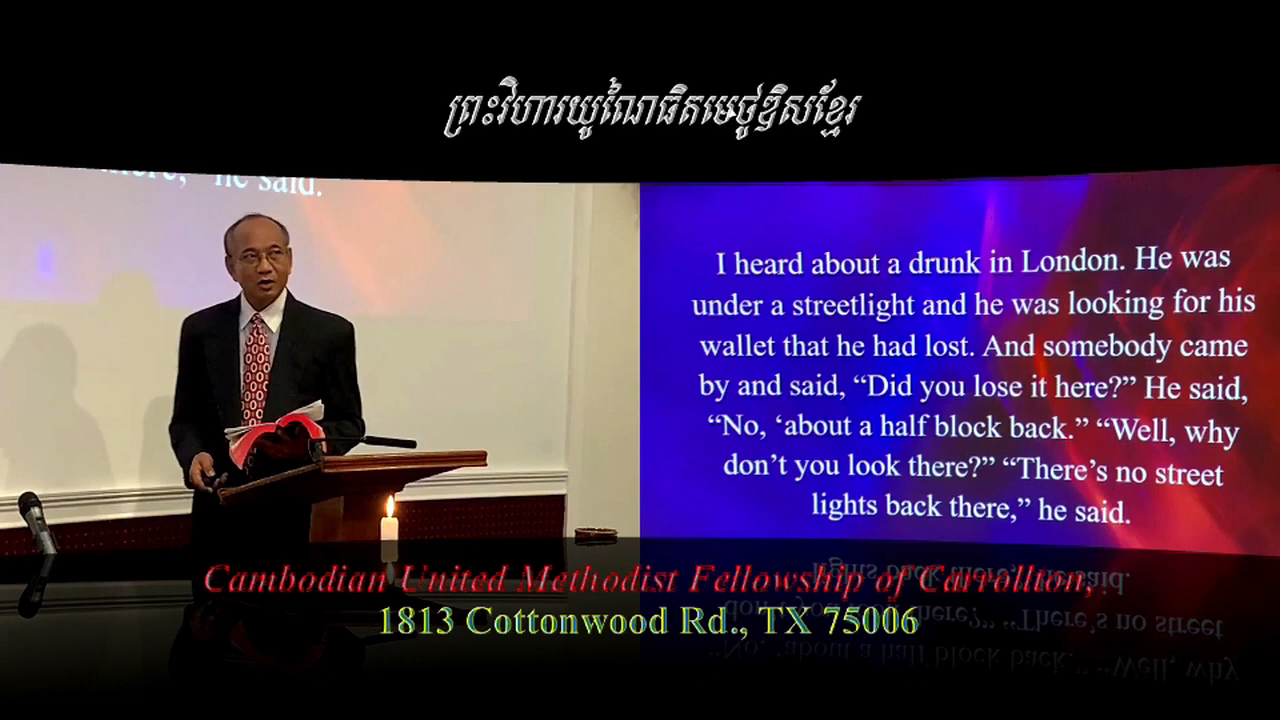 ព្រះវិហារយូណៃធិតមេថូឌិសខ្មែរ
here,” he said.
I heard about a drunk in London. He was
under a streetlight and he was looking for his
wallet that he had lost. And somebody came
by and said, “Did you lose it here?” He said,
“No, ‘about a half block back.” “Well, why
don’t you look there?” “There’s no street
lights back there,” he said.
Cambodian United Methodist Fellowship of Carrollton,
1813 Cottonwood Rd., TX 75006